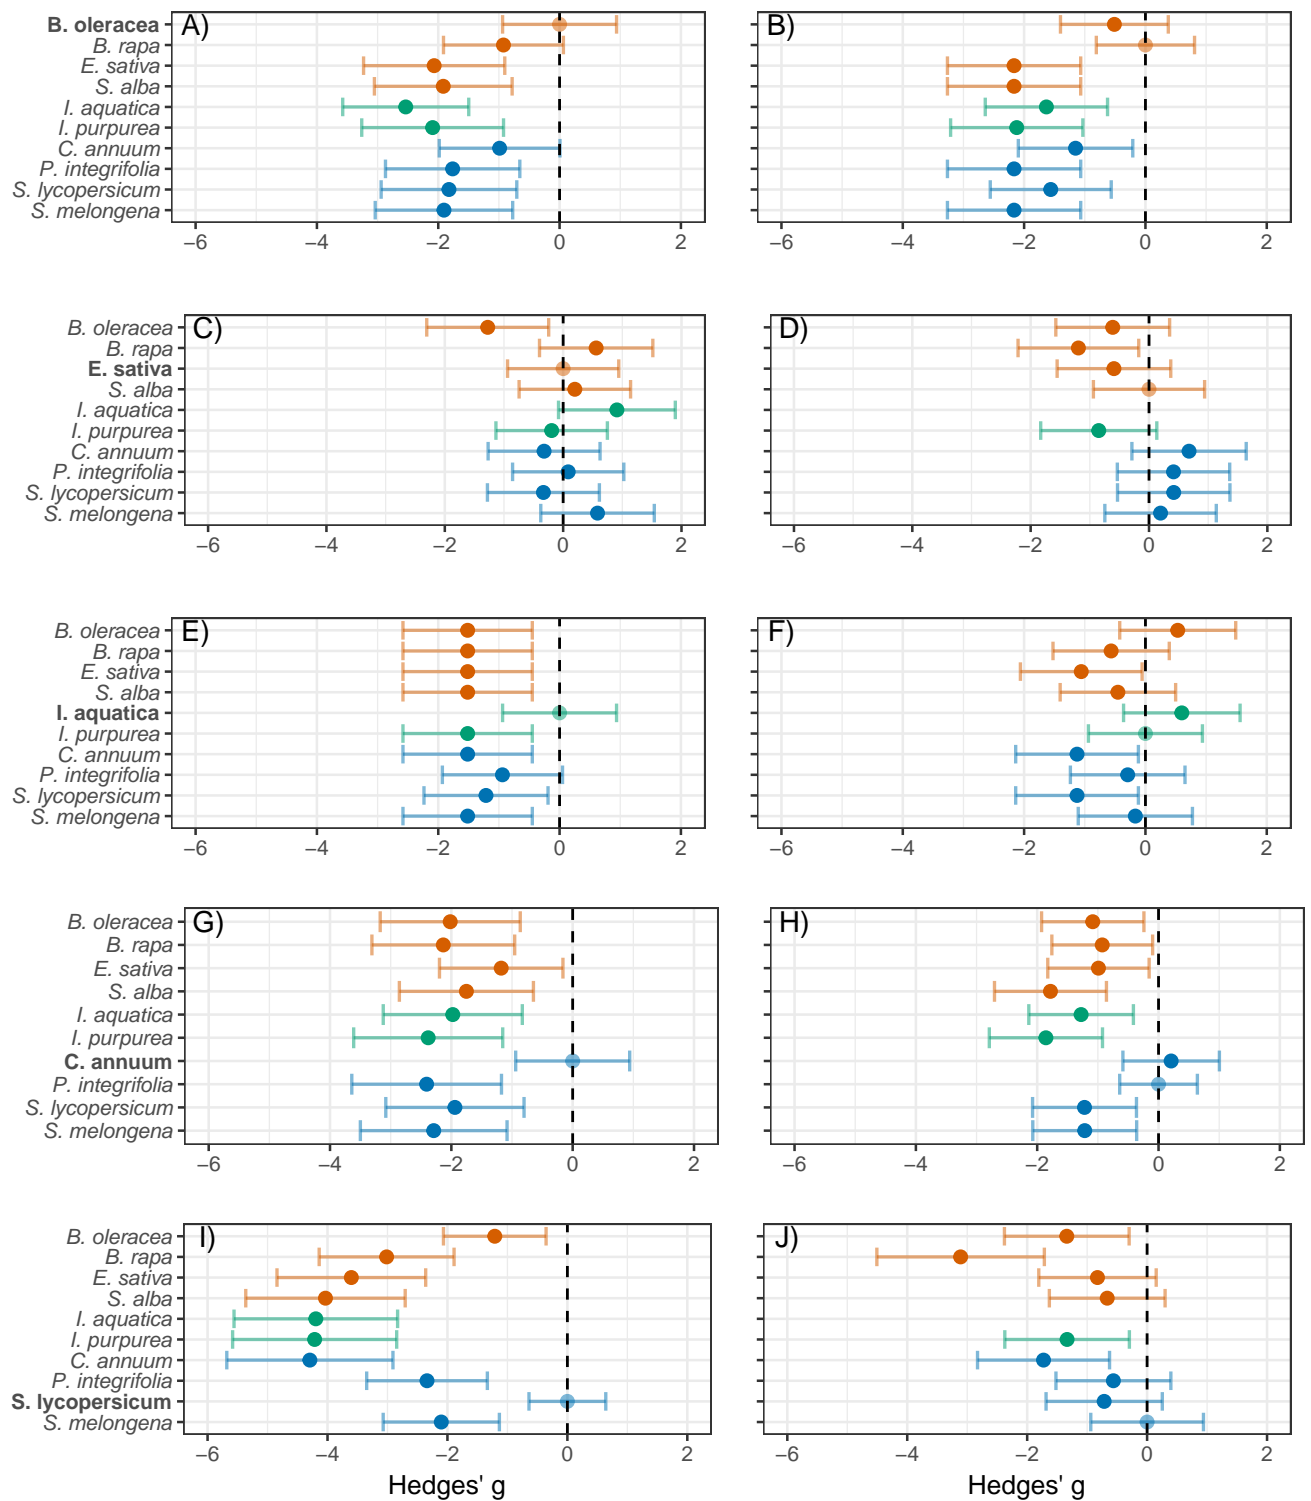 A)
B. oleracea
B. rapa
E. sativa
S. alba
I. aquatica
I. purpurea
C. annuum
P. integrifolia
S. lycopersicum
S. melongena
−6 −4 −2 0 2
B)
−6 −4 −2 0 2
C)
B. oleracea
B. rapa
E. sativa
S. alba
I. aquatica
I. purpurea
C. annuum
P. integrifolia
S. lycopersicum
S. melongena
−6 −4 −2 0 2
D)
−6 −4 −2 0 2
E)
B. oleracea
B. rapa
E. sativa
S. alba
I. aquatica
I. purpurea
C. annuum
P. integrifolia
S. lycopersicum
S. melongena
−6 −4 −2 0 2
F)
−6 −4 −2 0 2
G)
B. oleracea
B. rapa
E. sativa
S. alba
I. aquatica
I. purpurea
C. annuum
P. integrifolia
S. lycopersicum
S. melongena
−6 −4 −2 0 2
H)
−6 −4 −2 0 2
I)
B. oleracea
B. rapa
E. sativa
S. alba
I. aquatica
I. purpurea
C. annuum
P. integrifolia
S. lycopersicum
S. melongena
−6 −4 −2 0 2
Hedges' g
J)
−6 −4 −2 0 2
Hedges' g